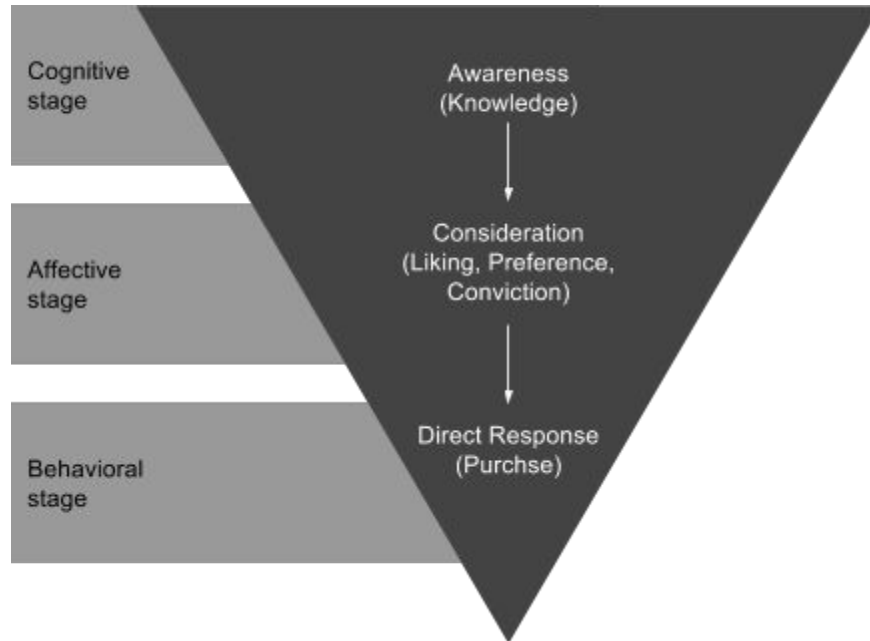 Cognitive
stage
Awareness
(Knowledge)
Affective
stage
Consideration
(Liking, Preference,
Conviction)
Behavioral
stage
Direct Response
(Purchse)